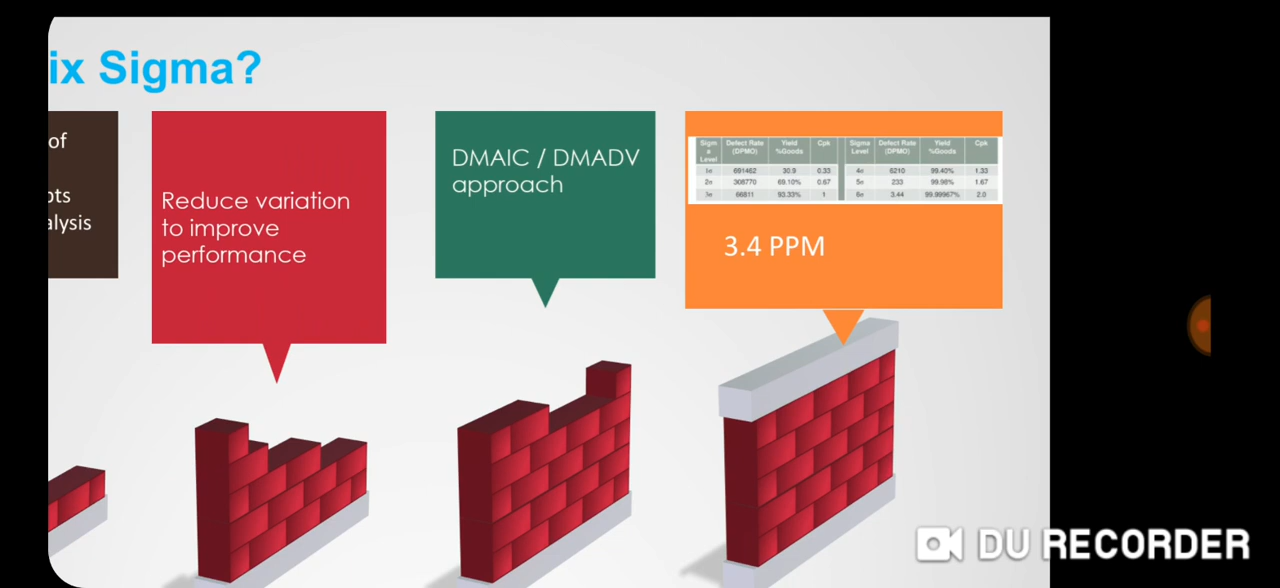 ix Sigma?
of
pts
alysis
Reduce variation
to improve
performance
DMAIC / DMADV
approach
Sigm Defect Rate Yield Cpk Sigma Defect Rate Yield Cpk
a (DPMO) %Goods Level (DPMO) %Goods
Level
1σ 691462 30.9 0.33 4σ 6210 99.40% 1.33
2σ 308770 69.10% 0.67 5σ 233 99.98% 1.67
3σ 66811 93.33% 1 6σ 3.44 99.99967% 2.0
3.4 PPM
DU RECORDER